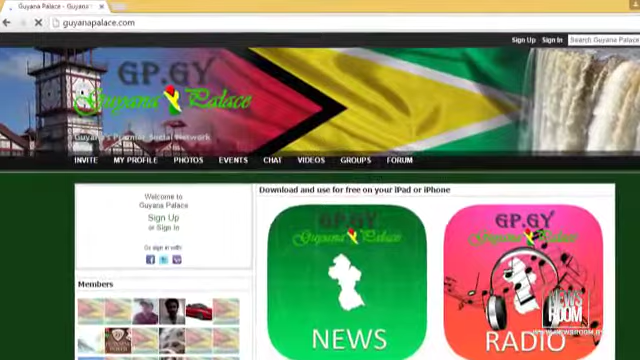 Guyana Palace - Guyana
guyanapalace.com
Sign Up Sign In Search Guyana Palace
GP.GY
Guyana Palace
Guyana's Premier Social Network
INVITE MY PROFILE PHOTOS EVENTS CHAT VIDEOS GROUPS FORUM
Welcome to
Guyana Palace
Sign Up
or Sign In
Or sign in with:
Members
Download and use for free on your iPad or iPhone
GP.GY
Guyana Palace
NEWS
GP.GY
Guyana Palace
RADIO
NEWS
ROOM